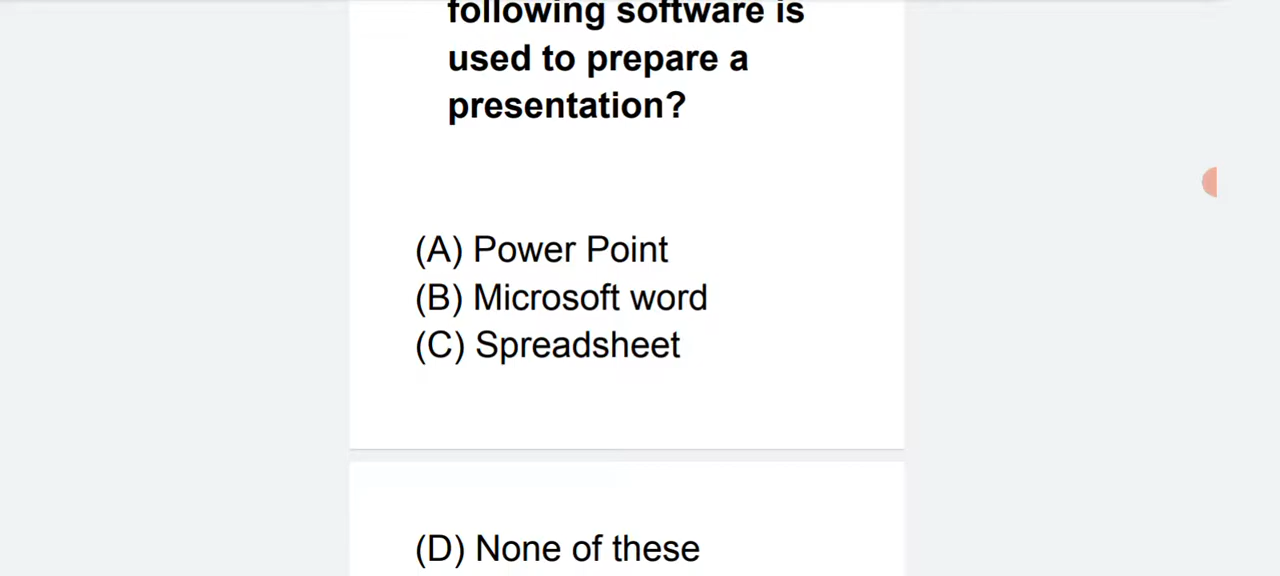 following software is
used to prepare a
presentation?
(A) Power Point
(B) Microsoft word
(C) Spreadsheet
(D) None of these